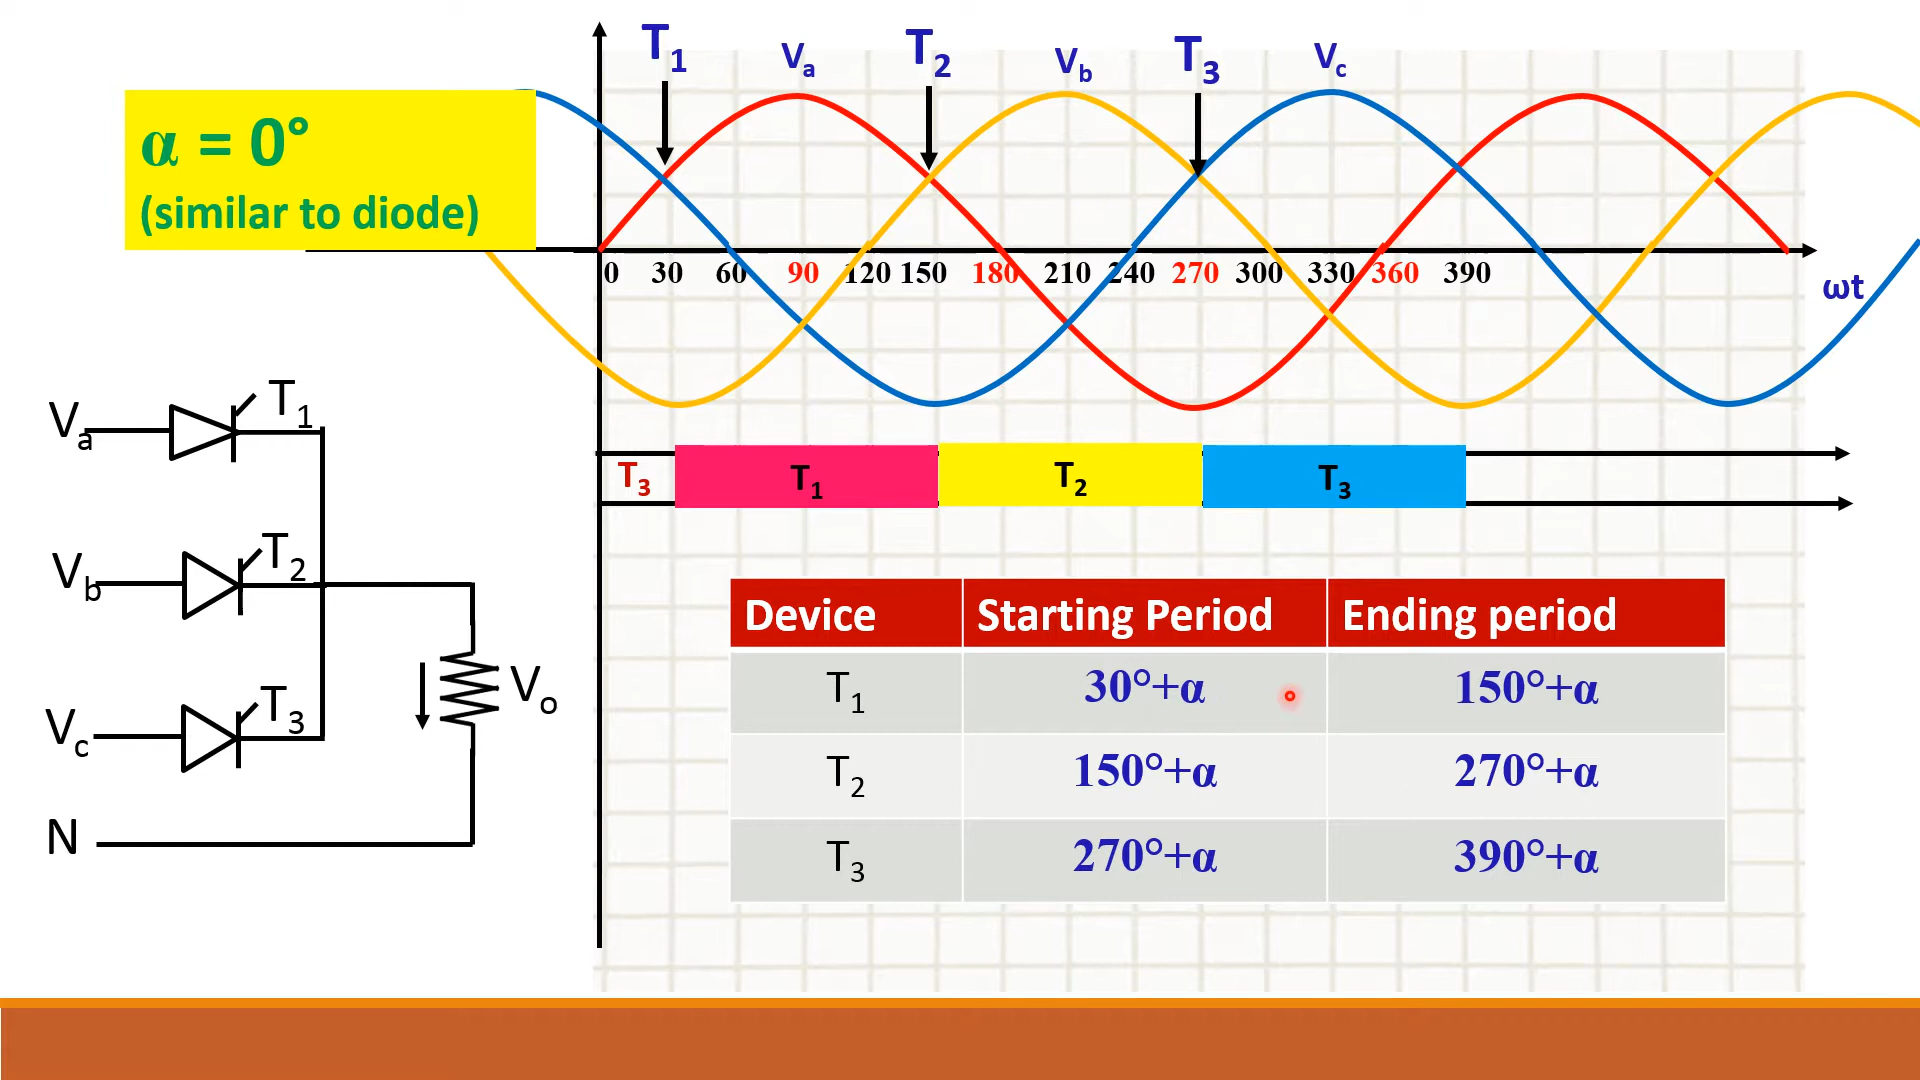 T1 Va T2 Vb T3 Vc
α = 0°
(similar to diode)
0 30 60 90 120 150 180 210 240 270 300 330 360 390
ωt
T3 T1 T2 T3
Va T1
Vb T2
Vc T3
N
Vo
Device Starting Period Ending period
T1 30°+α 150°+α
T2 150°+α 270°+α
T3 270°+α 390°+α